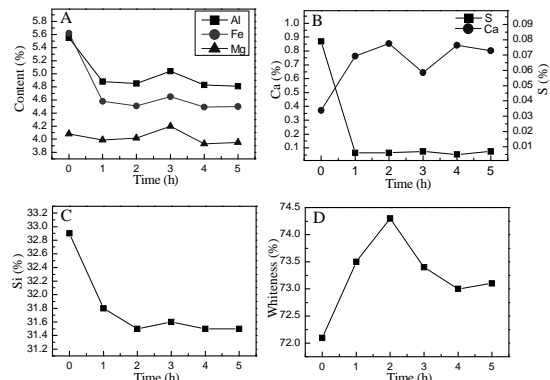 A
Al
Fe
Mg
Content (%)
5.8
5.6
5.4
5.2
5.0
4.8
4.6
4.4
4.2
4.0
3.8
0 1 2 3 4 5
Time (h)
B
S
Ca
Ca (%)
1.0
0.9
0.8
0.7
0.6
0.5
0.4
0.3
0.2
0.1
S (%)
0.09
0.08
0.07
0.06
0.05
0.04
0.03
0.02
0.01
0 1 2 3 4 5
Time (h)
C
Si (%)
33.2
33.0
32.8
32.6
32.4
32.2
32.0
31.8
31.6
31.4
31.2
0 1 2 3 4 5
Time (h)
D
Whiteness (%)
74.5
74.0
73.5
73.0
72.5
72.0
0 1 2 3 4 5
Time (h)